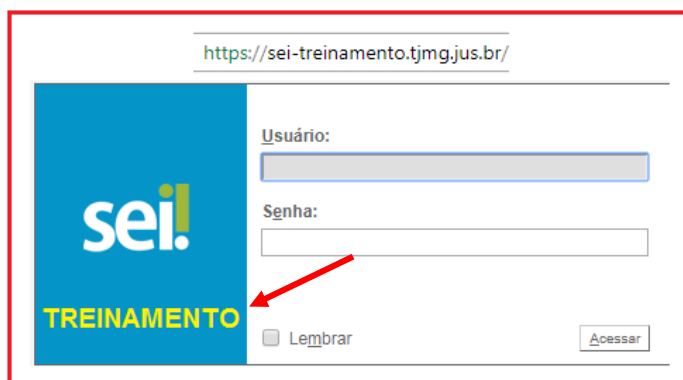 https://sei-treinamento.tjmg.jus.br/
Usuário:
sei!
Senha:
TREINAMENTO
Lembrar
Acessar